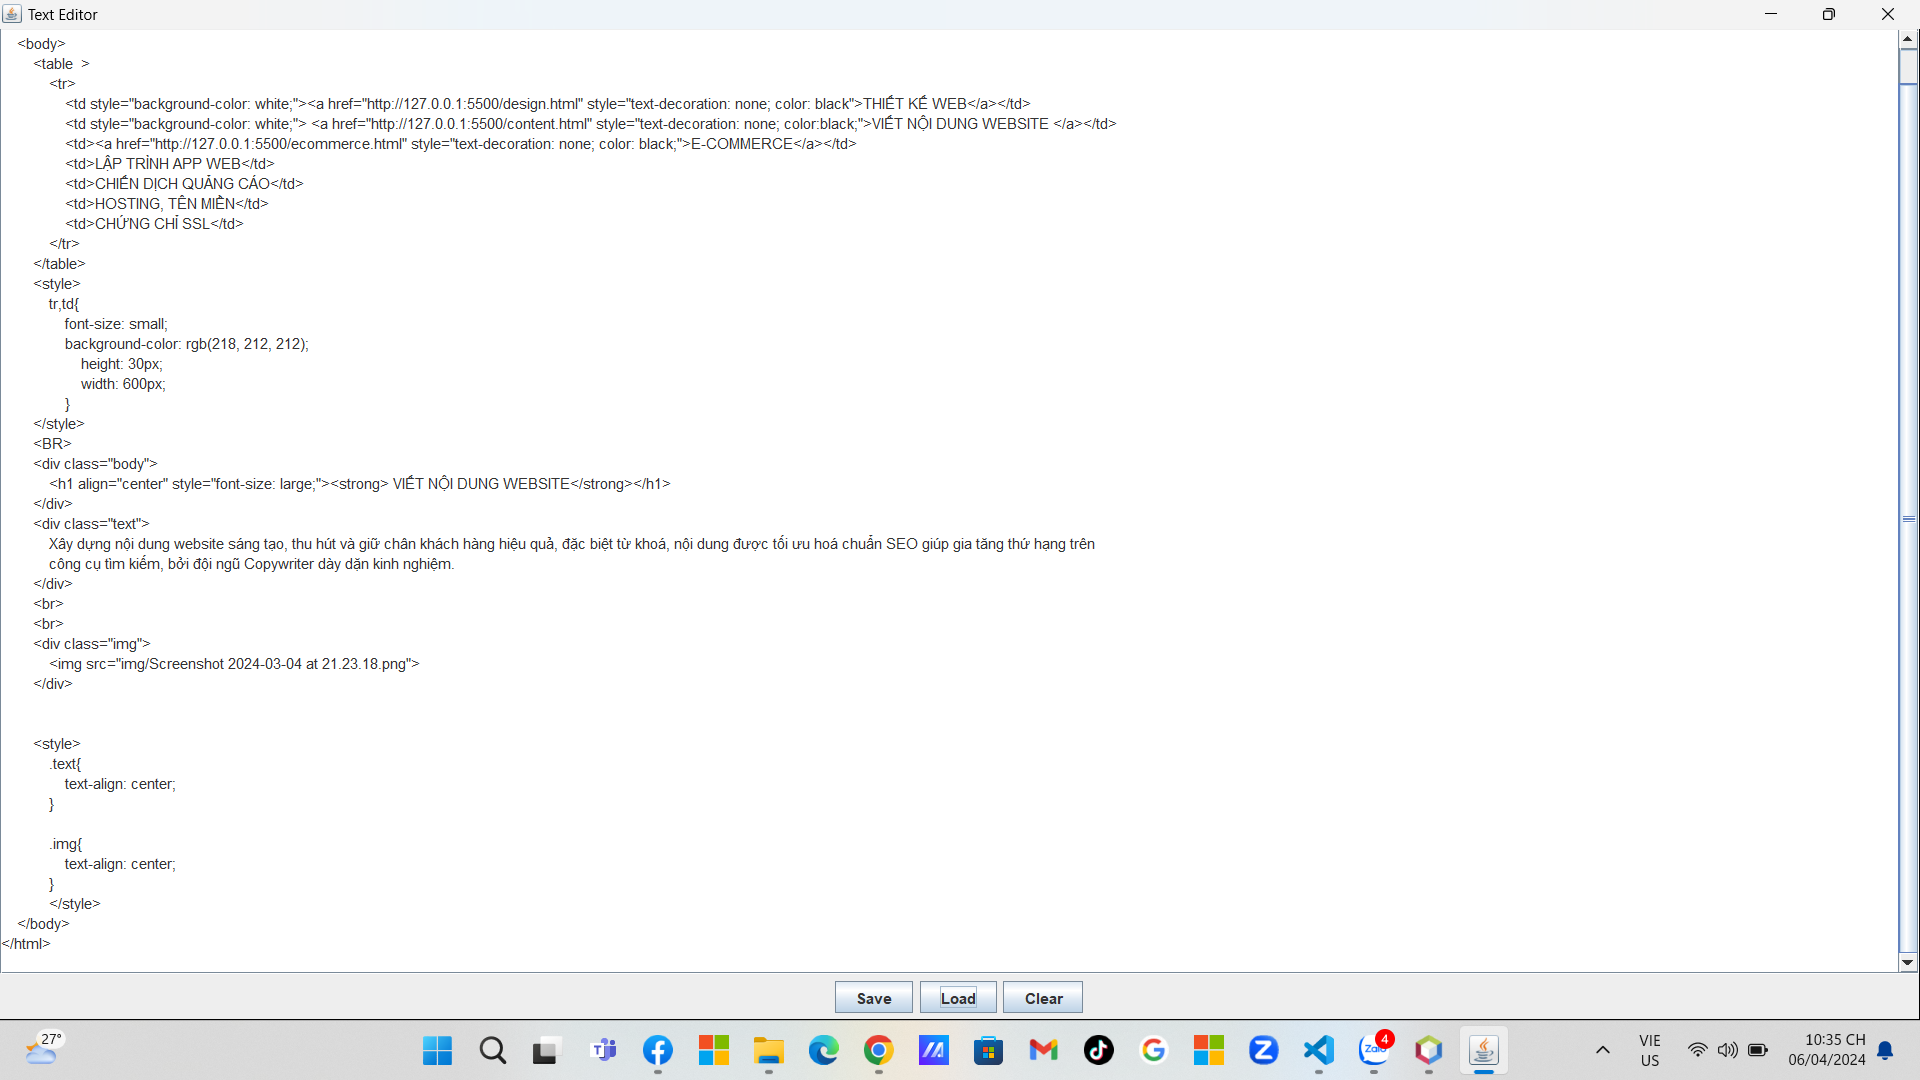 Text Editor
<body>
<table  >
<tr>
<td style="background-color: white;"><a href="http://127.0.0.1:5500/design.html" style="text-decoration: none; color: black">THIẾT KẾ WEB</a></td>
<td style="background-color: white;"> <a href="http://127.0.0.1:5500/content.html" style="text-decoration: none; color:black;">VIẾT NỘI DUNG WEBSITE </a></td>
<td><a href="http://127.0.0.1:5500/ecommerce.html" style="text-decoration: none; color: black;">E-COMMERCE</a></td>
<td>LẬP TRÌNH APP WEB</td>
<td>CHIẾN DỊCH QUẢNG CÁO</td>
<td>HOSTING, TÊN MIỀN</td>
<td>CHỨNG CHỈ SSL</td>
</tr>
</table>
<style>
tr,td{
font-size: small;
background-color: rgb(218, 212, 212);
height: 30px;
width: 600px;
}
</style>
<BR>
<div class="body">
<h1 align="center" style="font-size: large;"><strong> VIẾT NỘI DUNG WEBSITE</strong></h1>
</div>
<div class="text">
Xây dựng nội dung website sáng tạo, thu hút và giữ chân khách hàng hiệu quả, đặc biệt từ khoá, nội dung được tối ưu hoá chuẩn SEO giúp gia tăng thứ hạng trên
công cụ tìm kiếm, bởi đội ngũ Copywriter dày dặn kinh nghiệm.
</div>
<br>
<br>
<div class="img">
<img src="img/Screenshot 2024-03-04 at 21.23.18.png">
</div>
<style>
.text{
text-align: center;
}
.img{
text-align: center;
}
</style>
</body>
</html>
Save Load Clear
27°
Zalo 4
VIE
US
10:35 CH
06/04/2024